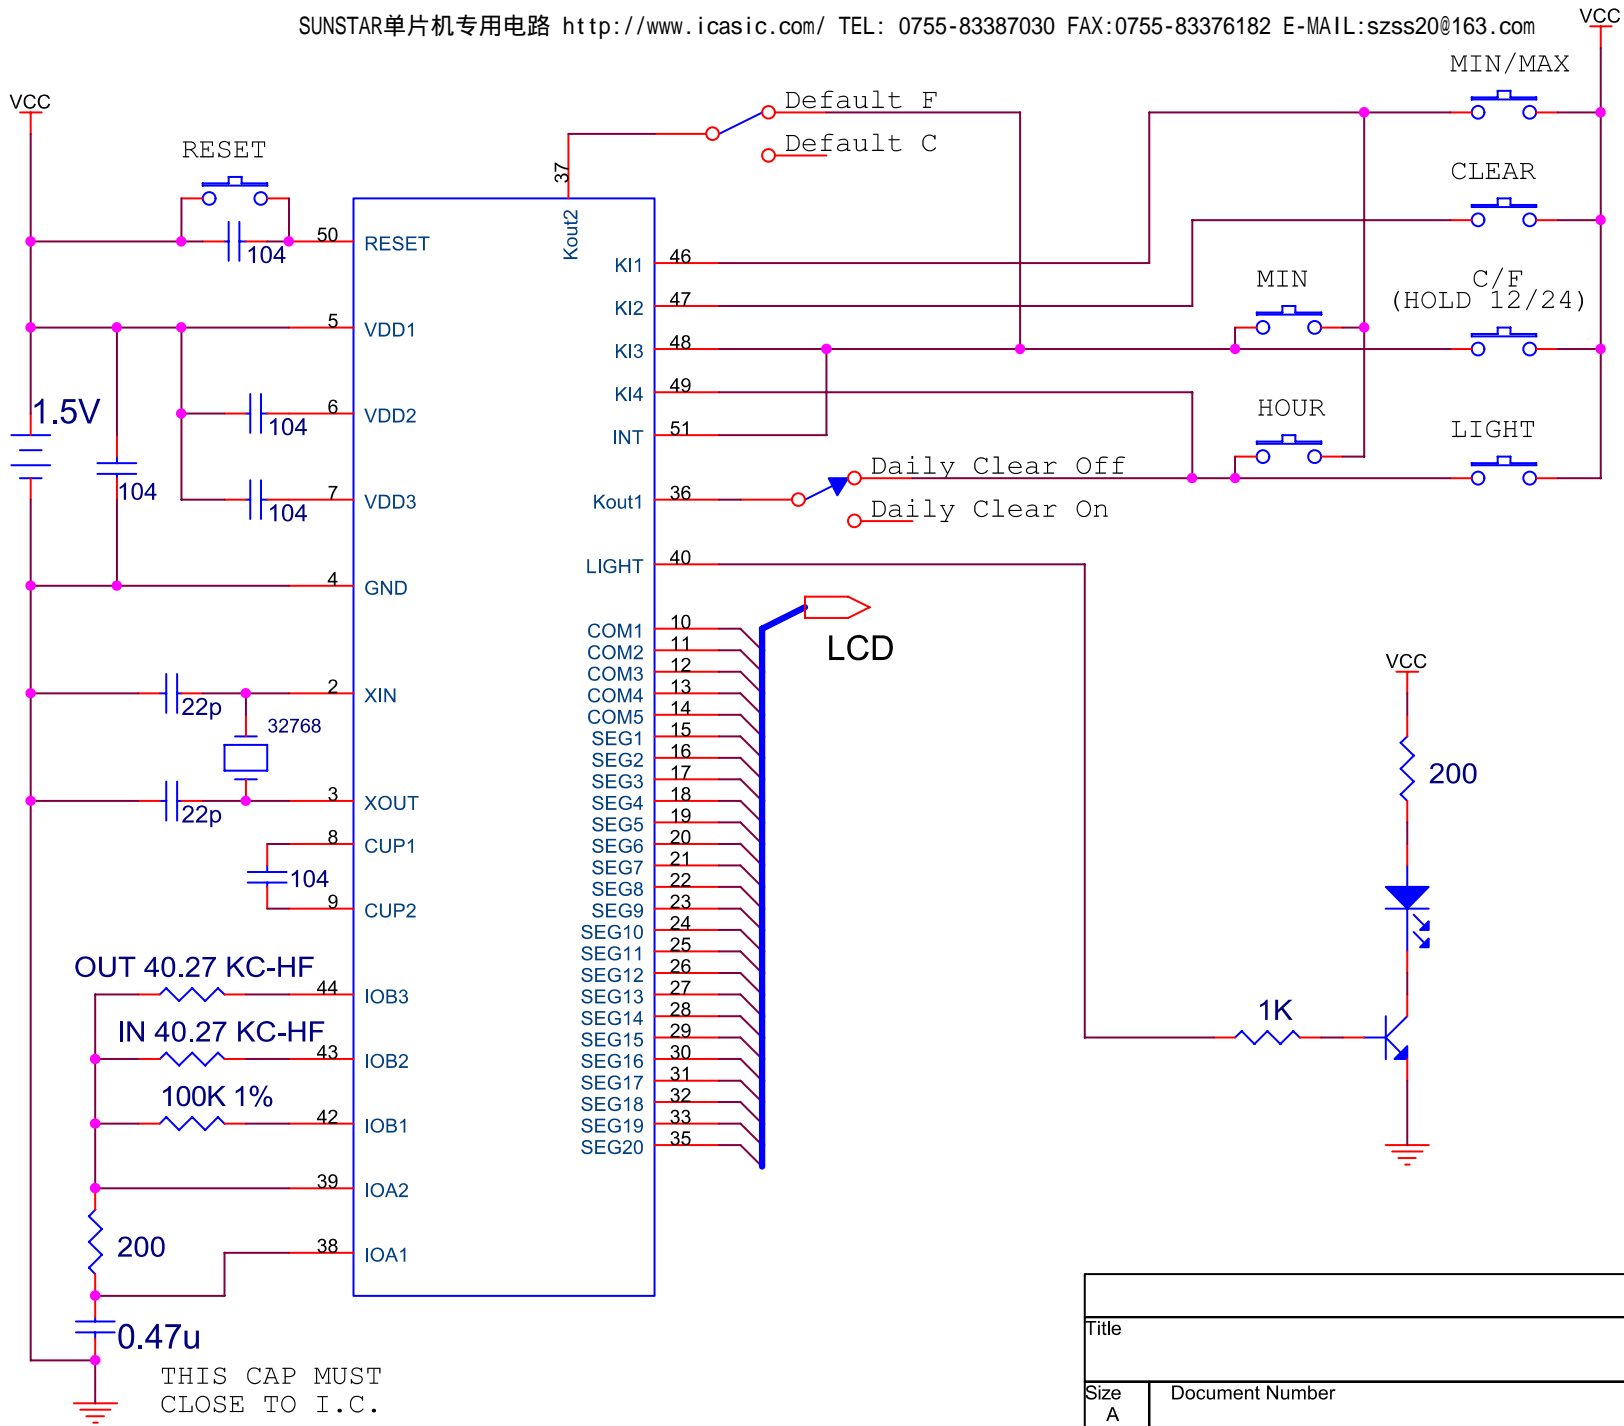 SUNSTAR单片机专用电路 http://www.icasic.com/ TEL: 0755-83387030 FAX:0755-83376182 E-MAIL:szss20@163.com
VCC
MIN/MAX
VCC
Default F
RESET
Default C
37
CLEAR
Kout2
50
RESET
104
KI1
46
MIN
C/F
(HOLD 12/24)
KI2
47
5
VDD1
KI3
48
1.5V
6
VDD2
104
KI4
49
HOUR
LIGHT
INT
51
104
Daily Clear Off
7
VDD3
104
Kout1
36
Daily Clear On
4
GND
LIGHT
40
COM1
10
LCD
COM2
11
COM3
12
VCC
2
XIN
22p
COM4
13
COM5
14
32768
SEG1
15
SEG2
16
SEG3
17
200
3
XOUT
22p
SEG4
18
SEG5
19
8
CUP1
SEG6
20
SEG7
21
104
SEG8
22
9
CUP2
SEG9
23
SEG10
24
SEG11
25
OUT 40.27 KC-HF
SEG12
26
44
IOB3
SEG13
27
SEG14
28
1K
IN 40.27 KC-HF
SEG15
29
43
IOB2
SEG16
30
SEG17
31
100K 1%
SEG18
32
42
IOB1
SEG19
33
SEG20
35
39
IOA2
200
38
IOA1
0.47u
THIS CAP MUST
CLOSE TO I.C.
Title
Size
Document Number
A